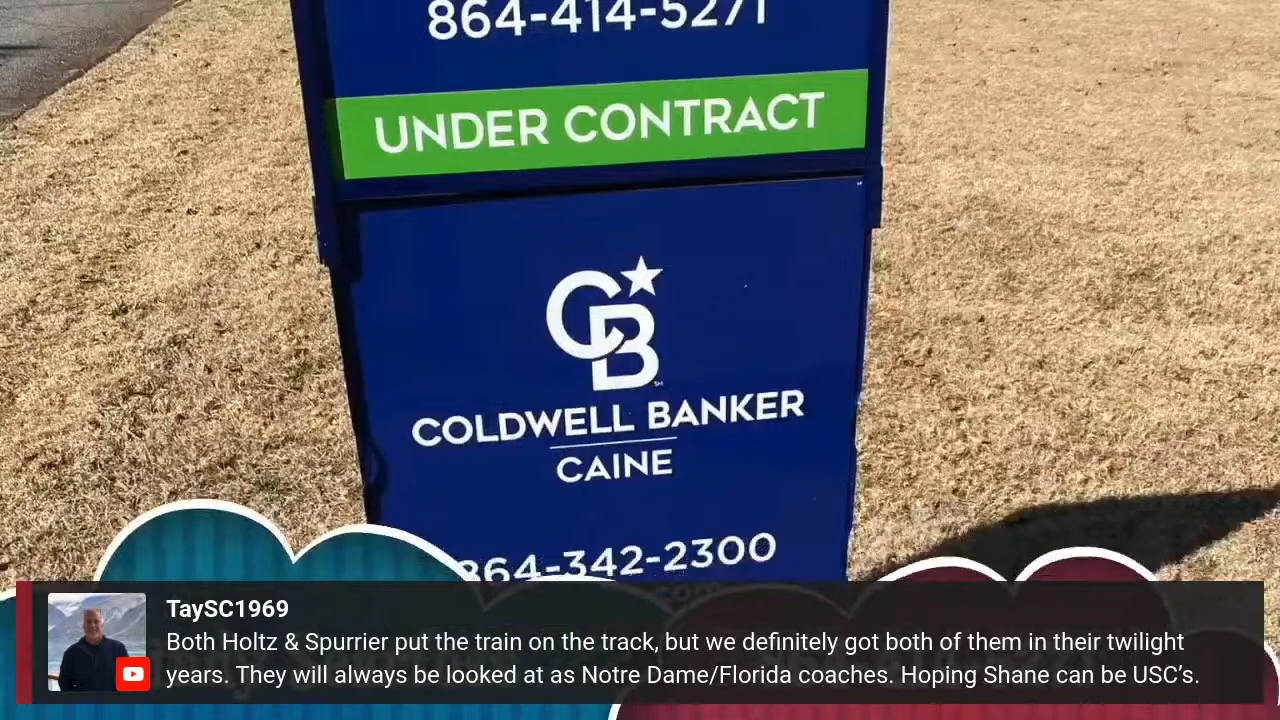 864-414-5271
UNDER CONTRACT
CB
SM
COLDWELL BANKER
CAINE
864-342-2300
TaySC1969
Both Holtz & Spurrier put the train on the track, but we definitely got both of them in their twilight
years. They will always be looked at as Notre Dame/Florida coaches. Hoping Shane can be USC’s.